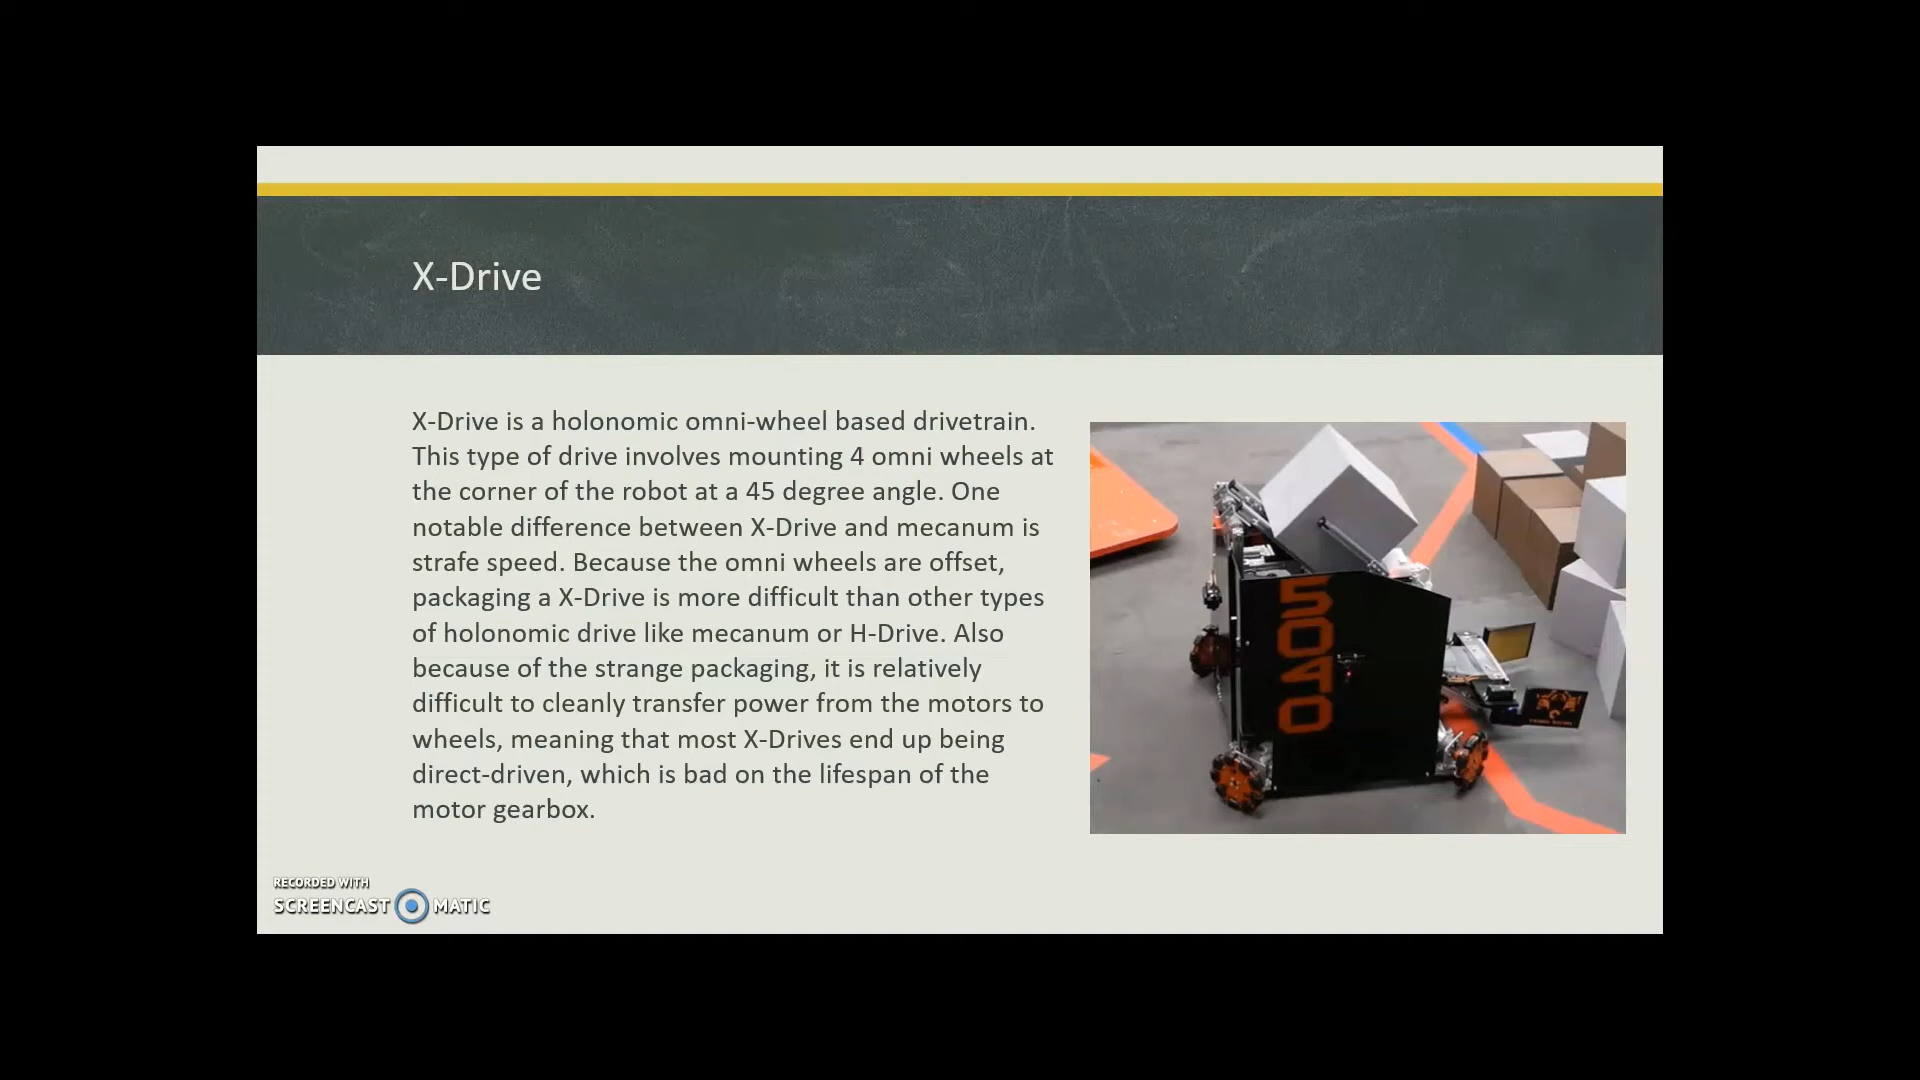 X-Drive
X-Drive is a holonomic omni-wheel based drivetrain.
This type of drive involves mounting 4 omni wheels at
the corner of the robot at a 45 degree angle. One
notable difference between X-Drive and mecanum is
strafe speed. Because the omni wheels are offset,
packaging a X-Drive is more difficult than other types
of holonomic drive like mecanum or H-Drive. Also
because of the strange packaging, it is relatively
difficult to cleanly transfer power from the motors to
wheels, meaning that most X-Drives end up being
direct-driven, which is bad on the lifespan of the
motor gearbox.
5040
RECORDED WITH
SCREENCAST MATIC